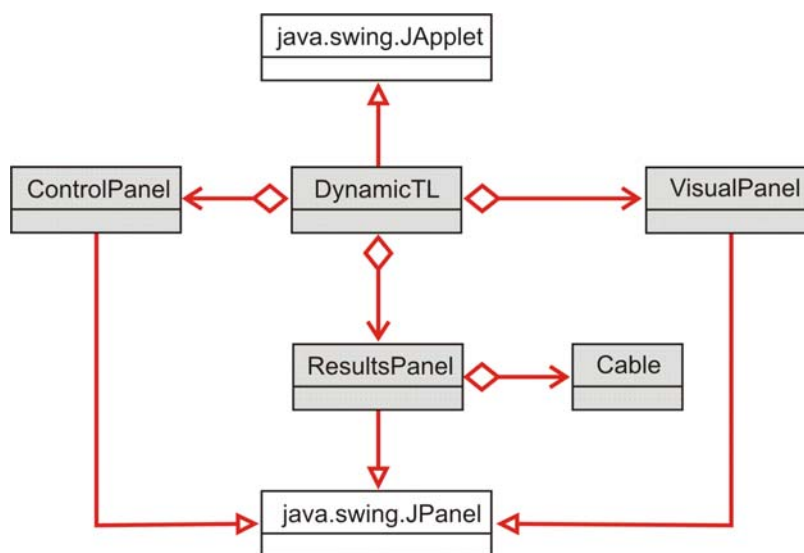 java.swing.JApplet
ControlPanel
DynamicTL
VisualPanel
ResultsPanel
Cable
java.swing.JPanel